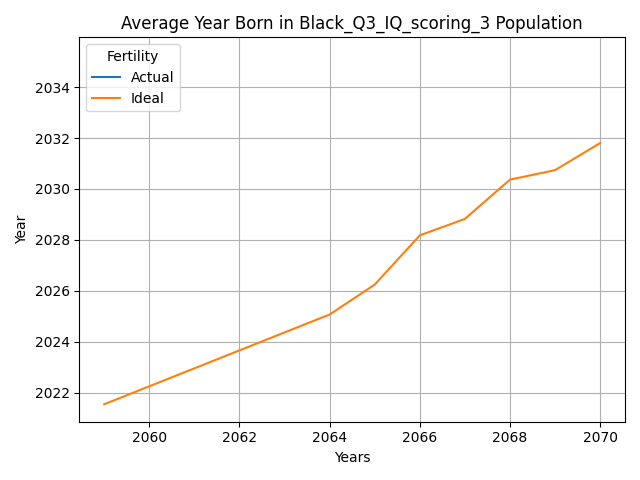 Average Year Born in Black_Q3_IQ_scoring_3 Population
Fertility
Actual
Ideal
2034
2032
2030
2028
2026
2024
2022
Year
2060 2062 2064 2066 2068 2070
Years